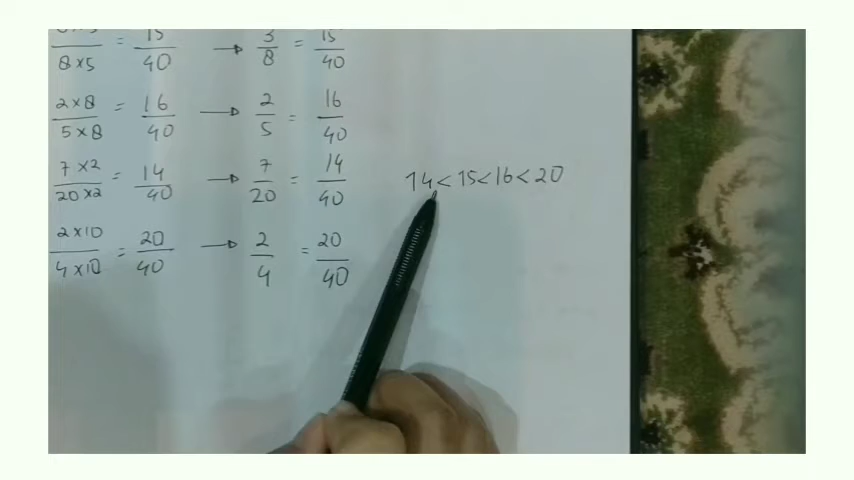 8×5 = 15/40 → 3/8 = 15/40
2×8/5×8 = 16/40 → 2/5 = 16/40
7×2/20×2 = 14/40 → 7/20 = 14/40
14<15<16<20
2×10/4×10 = 20/40 → 2/4 = 20/40